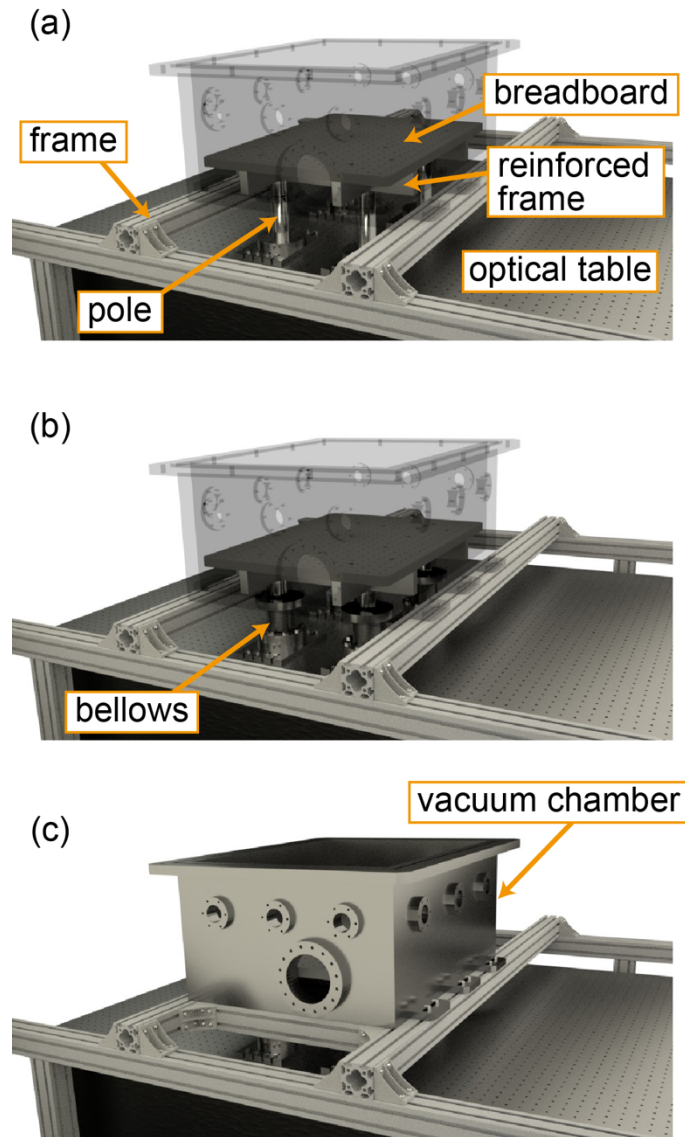 (a)
breadboard
frame
reinforced
frame
optical table
pole
(b)
bellows
vacuum chamber
(c)